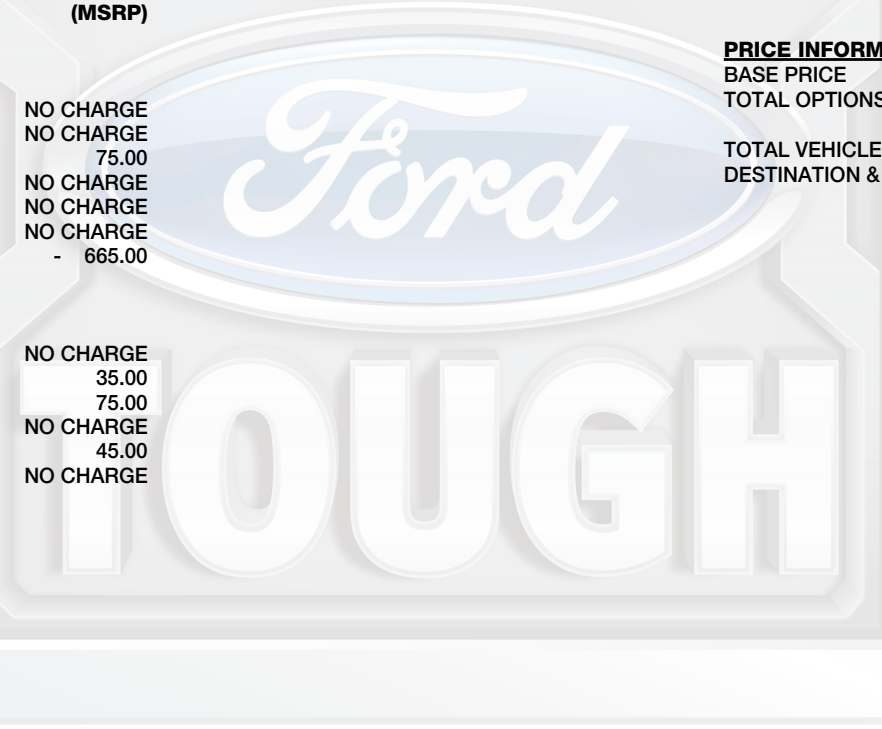 (MSRP)
NO CHARGE
NO CHARGE
75.00
NO CHARGE
NO CHARGE
NO CHARGE
- 665.00
NO CHARGE
35.00
75.00
NO CHARGE
45.00
NO CHARGE
PRICE INFORM
BASE PRICE
TOTAL OPTIONS
TOTAL VEHICLE
DESTINATION &
Ford
TOUGH